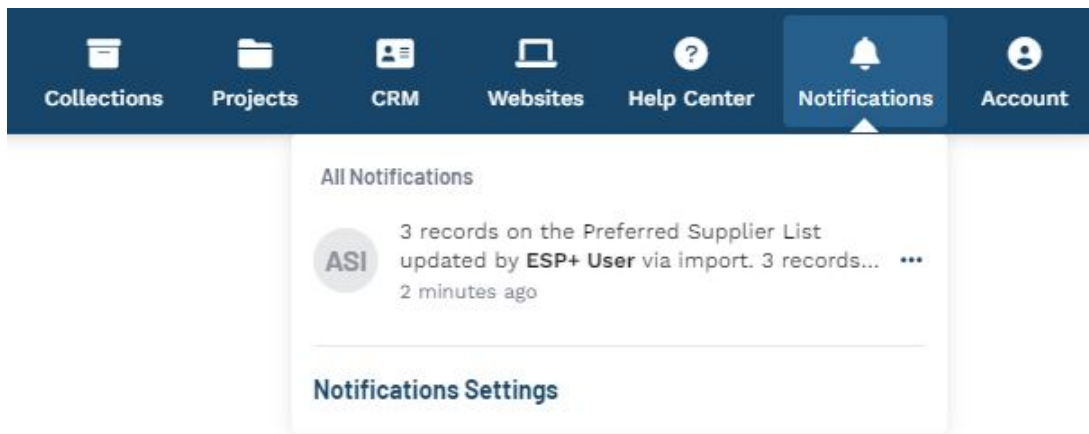 Collections Projects CRM Websites Help Center Notifications Account
All Notifications
3 records on the Preferred Supplier List
ASI updated by ESP+ User via import. 3 records... •••
2 minutes ago
Notifications Settings